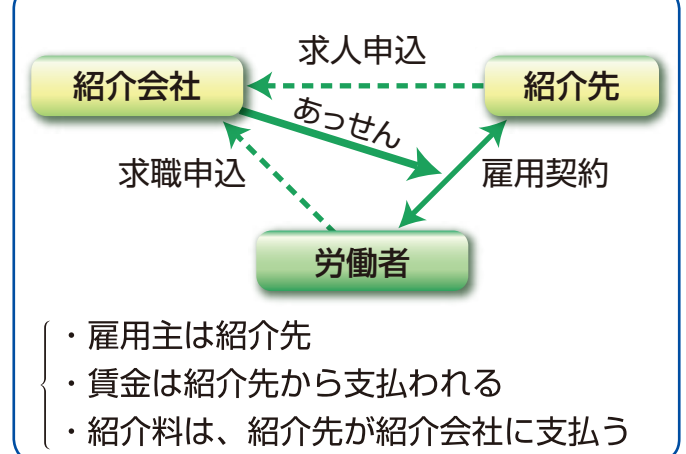 求人申込
紹介会社
紹介先
あっせん
求職申込
雇用契約
労働者
・雇用主は紹介先
・賃金は紹介先から支払われる
・紹介料は、紹介先が紹介会社に支払う